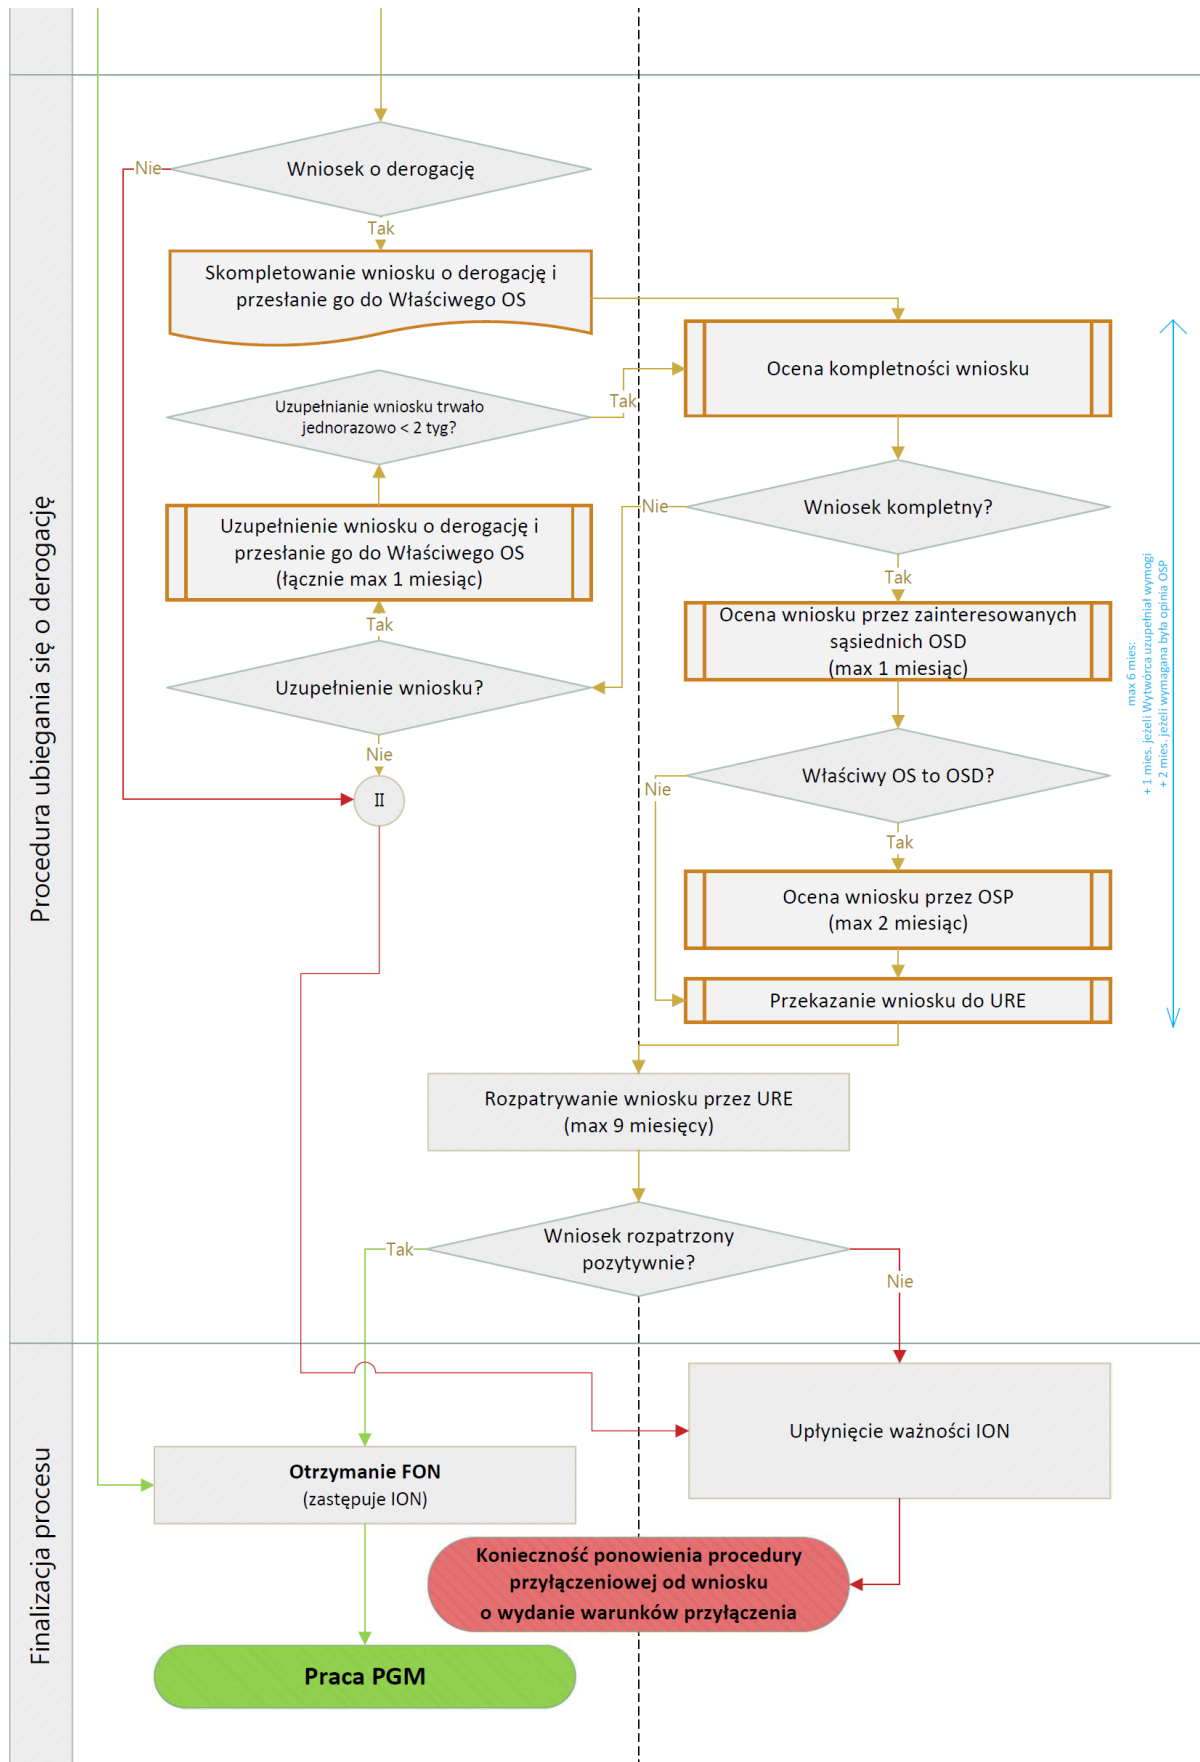 Procedura ubiegania się o derogację
Wniosek o derogację
Nie
Tak
Skompletowanie wniosku o derogację i
przesłanie go do Właściwego OS
Ocena kompletności wniosku
Uzupełnianie wniosku trwało
jednorazowo < 2 tyg?
Tak
Wniosek kompletny?
Nie
Tak
Uzupełnienie wniosku o derogację i
przesłanie go do Właściwego OS
(łącznie max 1 miesiąc)
Tak
Ocena wniosku przez zainteresowanych
sąsiednich OSD
(max 1 miesiąc)
Uzupełnienie wniosku?
Nie
II
Właściwy OS to OSD?
Nie
Tak
Ocena wniosku przez OSP
(max 2 miesiąc)
Przekazanie wniosku do URE
max 6 mies:
+ 1 mies. jeżeli Wytwórca uzupełniał wymogi
+ 2 mies. jeżeli wymagana była opinia OSP
Rozpatrywanie wniosku przez URE
(max 9 miesięcy)
Wniosek rozpatrzony
pozytywnie?
Tak
Nie
Finalizacja procesu
Upłynięcie ważności ION
Otrzymanie FON
(zastępuje ION)
Konieczność ponowienia procedury
przyłączeniowej od wniosku
o wydanie warunków przyłączenia
Praca PGM